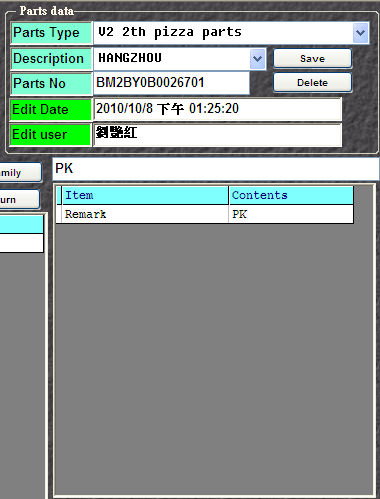 Parts data
Parts Type V2 2th pizza parts
Description HANGZHOU Save
Parts No BM2BY0B0026701 Delete
Edit Date 2010/10/8 下午 01:25:20
Edit user 劉艷紅
amily PK
Item Contents
urn
Remark PK